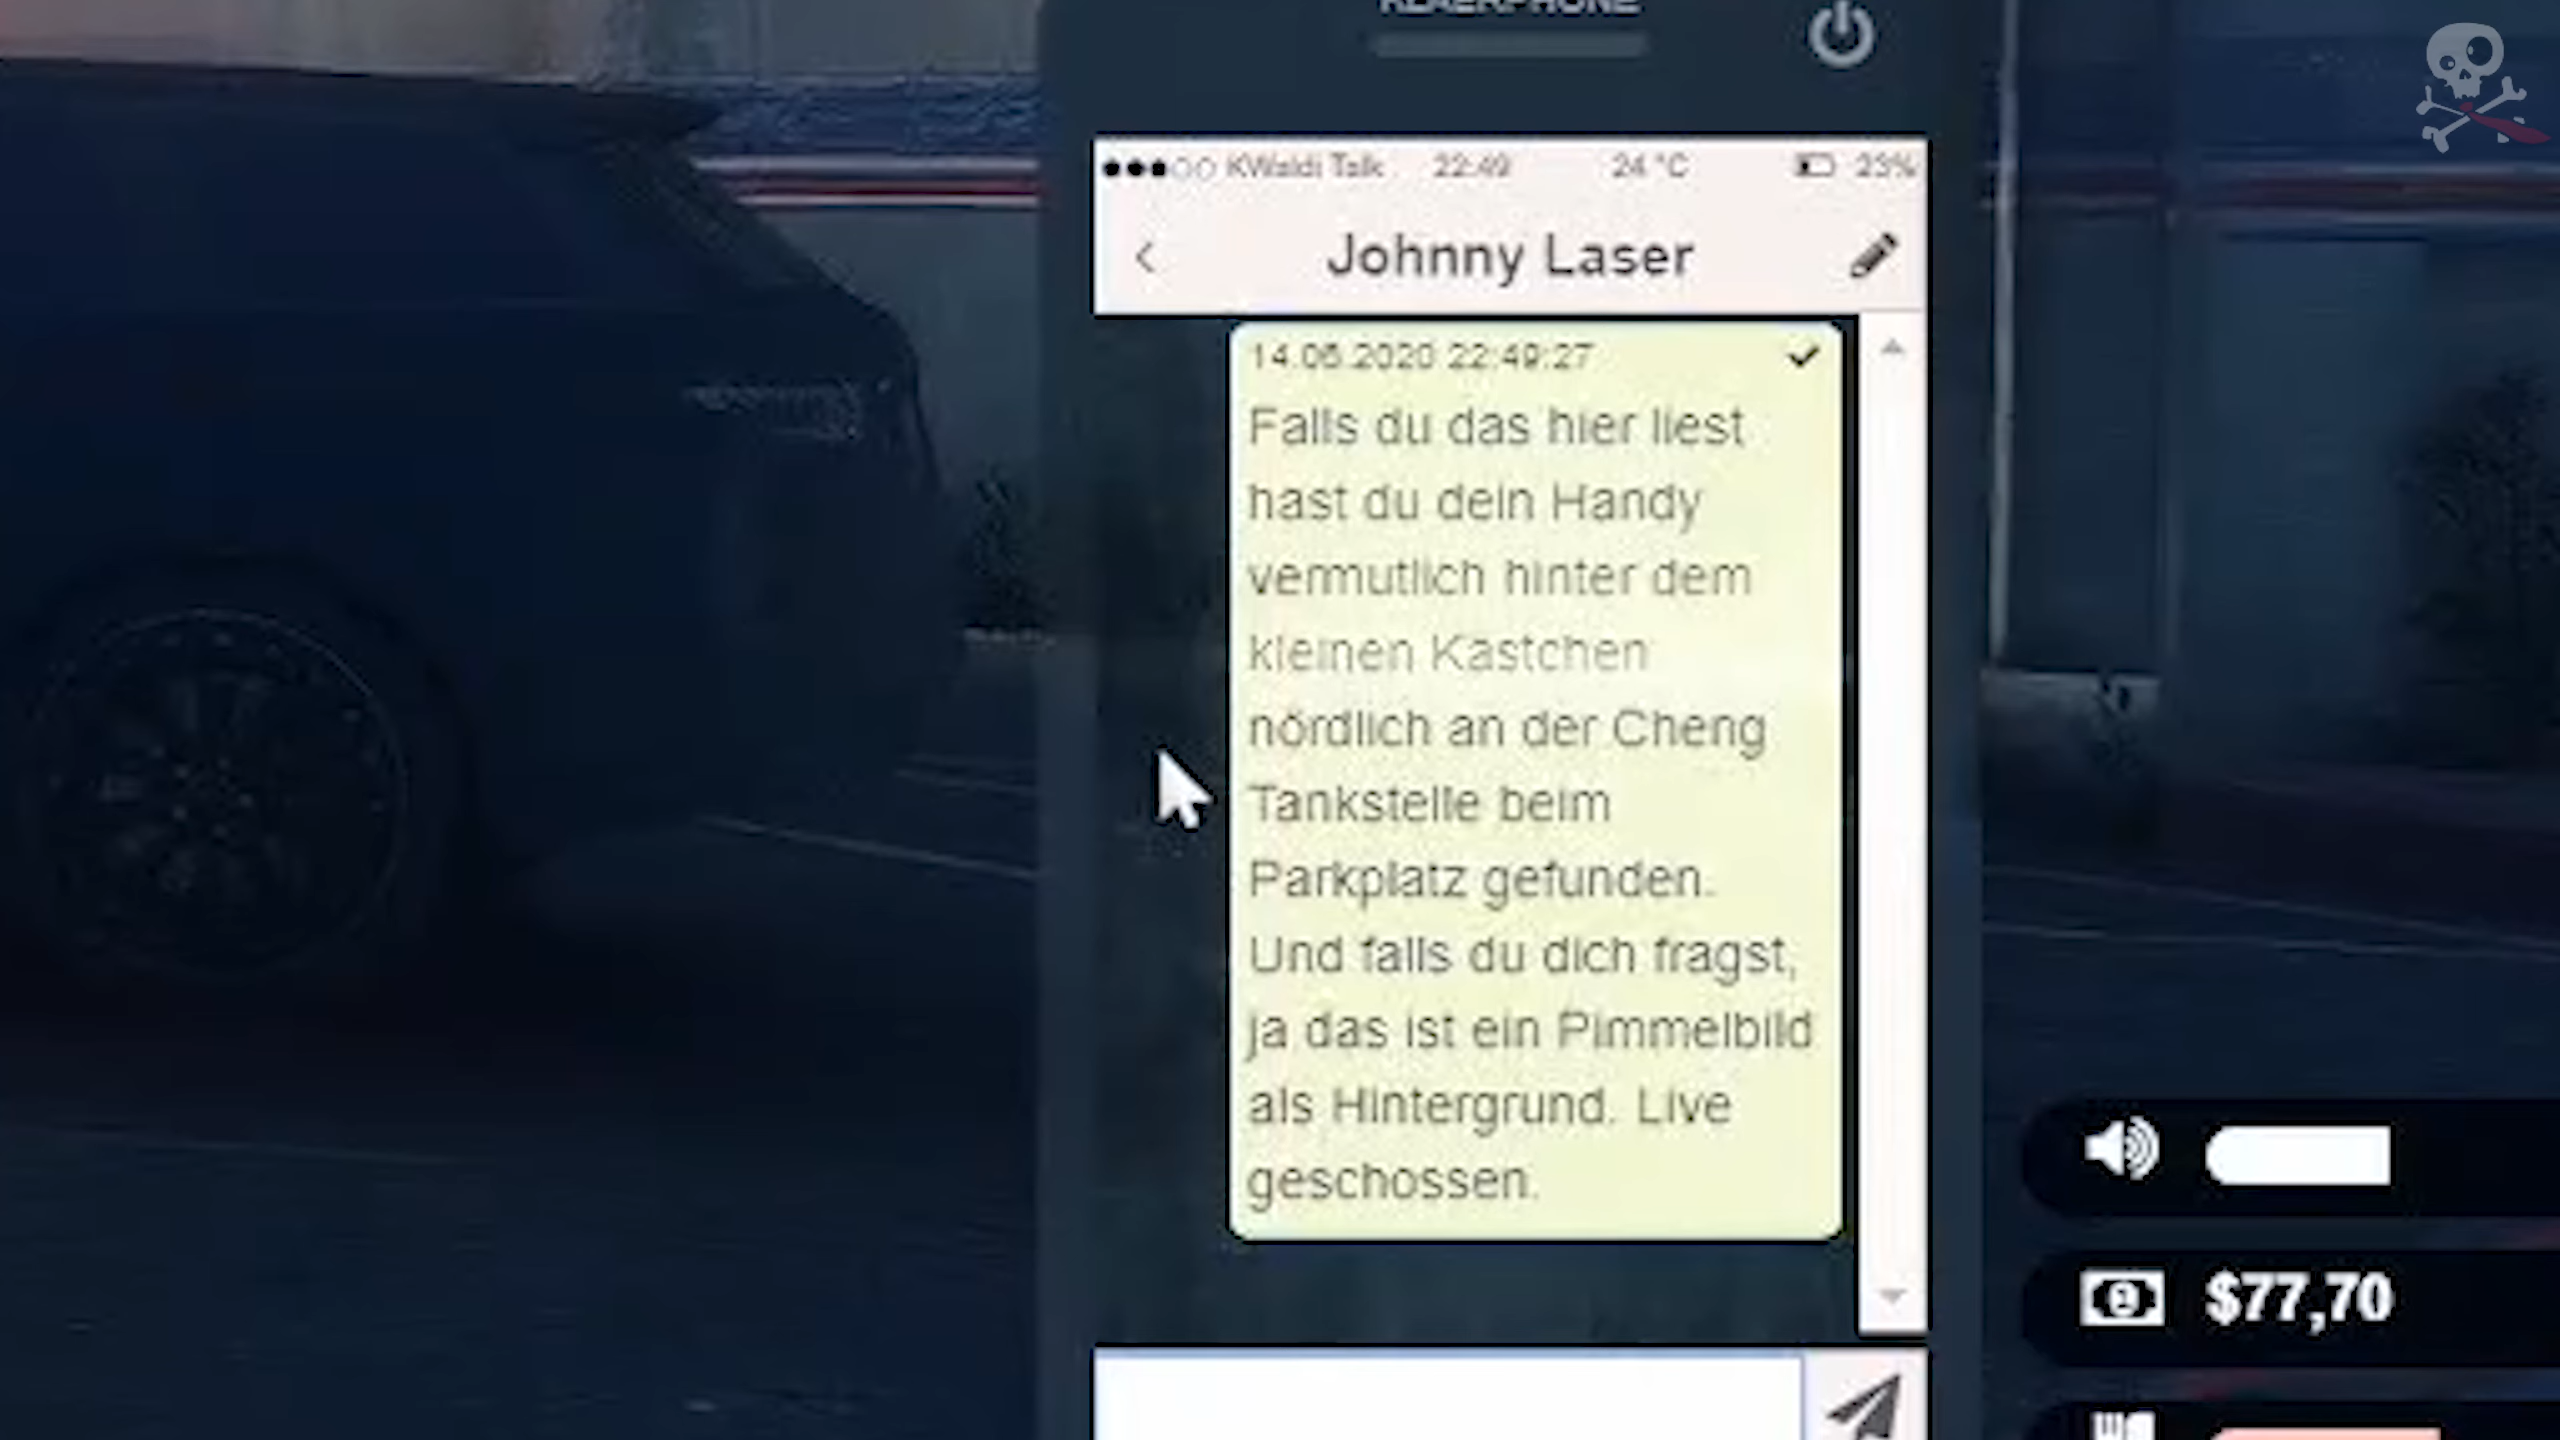 KWaldi Talk 22:49 24 °C 23%
Johnny Laser
14.06.2020 22:49:27
Falls du das hier liest
hast du dein Handy
vermutlich hinter dem
kleinen Kästchen
nördlich an der Cheng
Tankstelle beim
Parkplatz gefunden.
Und falls du dich fragst,
ja das ist ein Pimmelbild
als Hintergrund. Live
geschossen.
$77,70